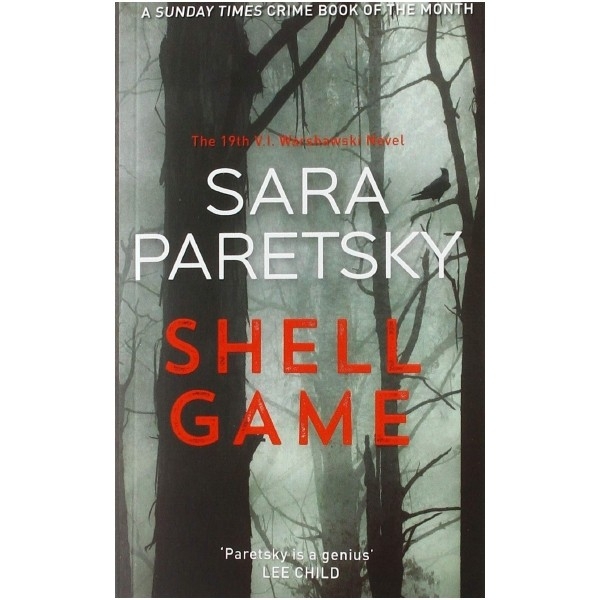 A SUNDAY TIMES CRIME BOOK OF THE MONTH
The 19th V.I. Warshawski Novel
SARA
PARETSKY
SHELL
GAME
‘Paretsky is a genius’
LEE CHILD